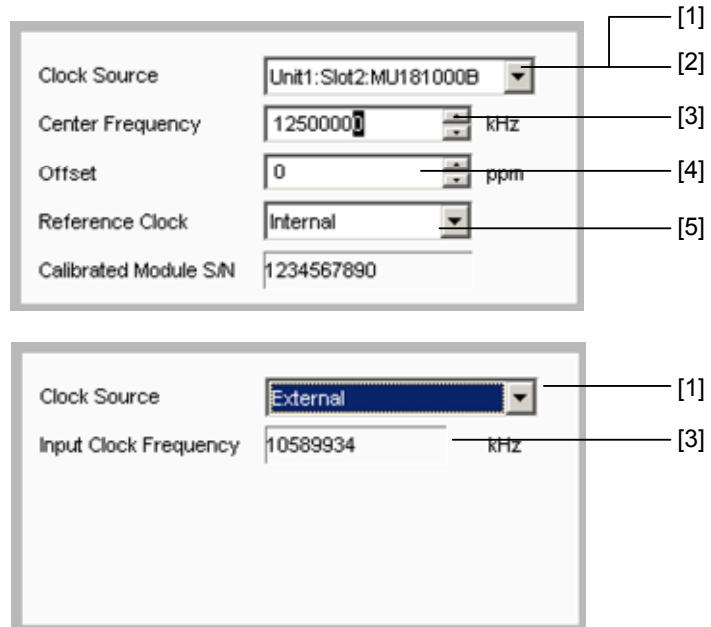 [1]
Clock Source Unit1:Slot2:MU181000B [2]
Center Frequency 12500000 kHz [3]
Offset 0 ppm [4]
Reference Clock Internal [5]
Calibrated Module S/N 1234567890
Clock Source External [1]
Input Clock Frequency 10589934 kHz [3]